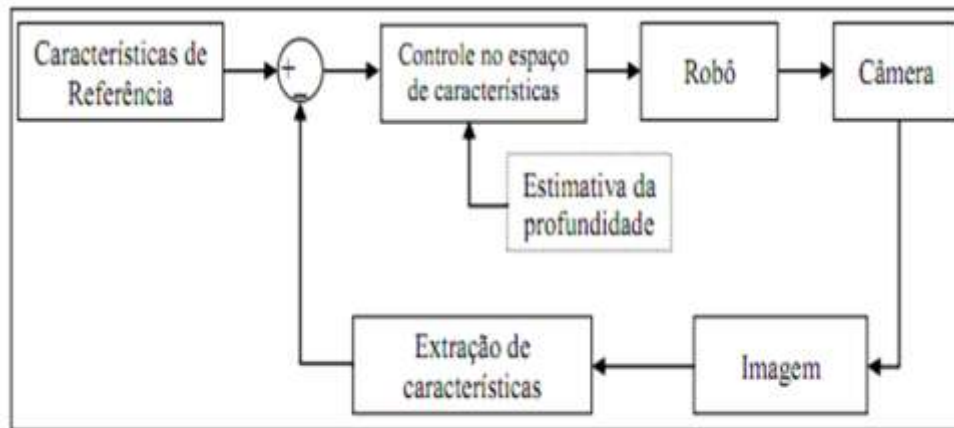 Características de
Referência
+
−
Controle no espaço
de características
Robô
Câmera
Estimativa da
profundidade
Extração de
características
Imagem